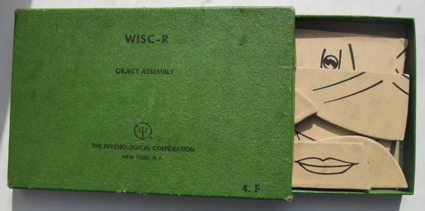 WISC-R
OBJECT ASSEMBLY
THE PSYCHOLOGICAL CORPORATION
NEW YORK, N.Y.
4. F